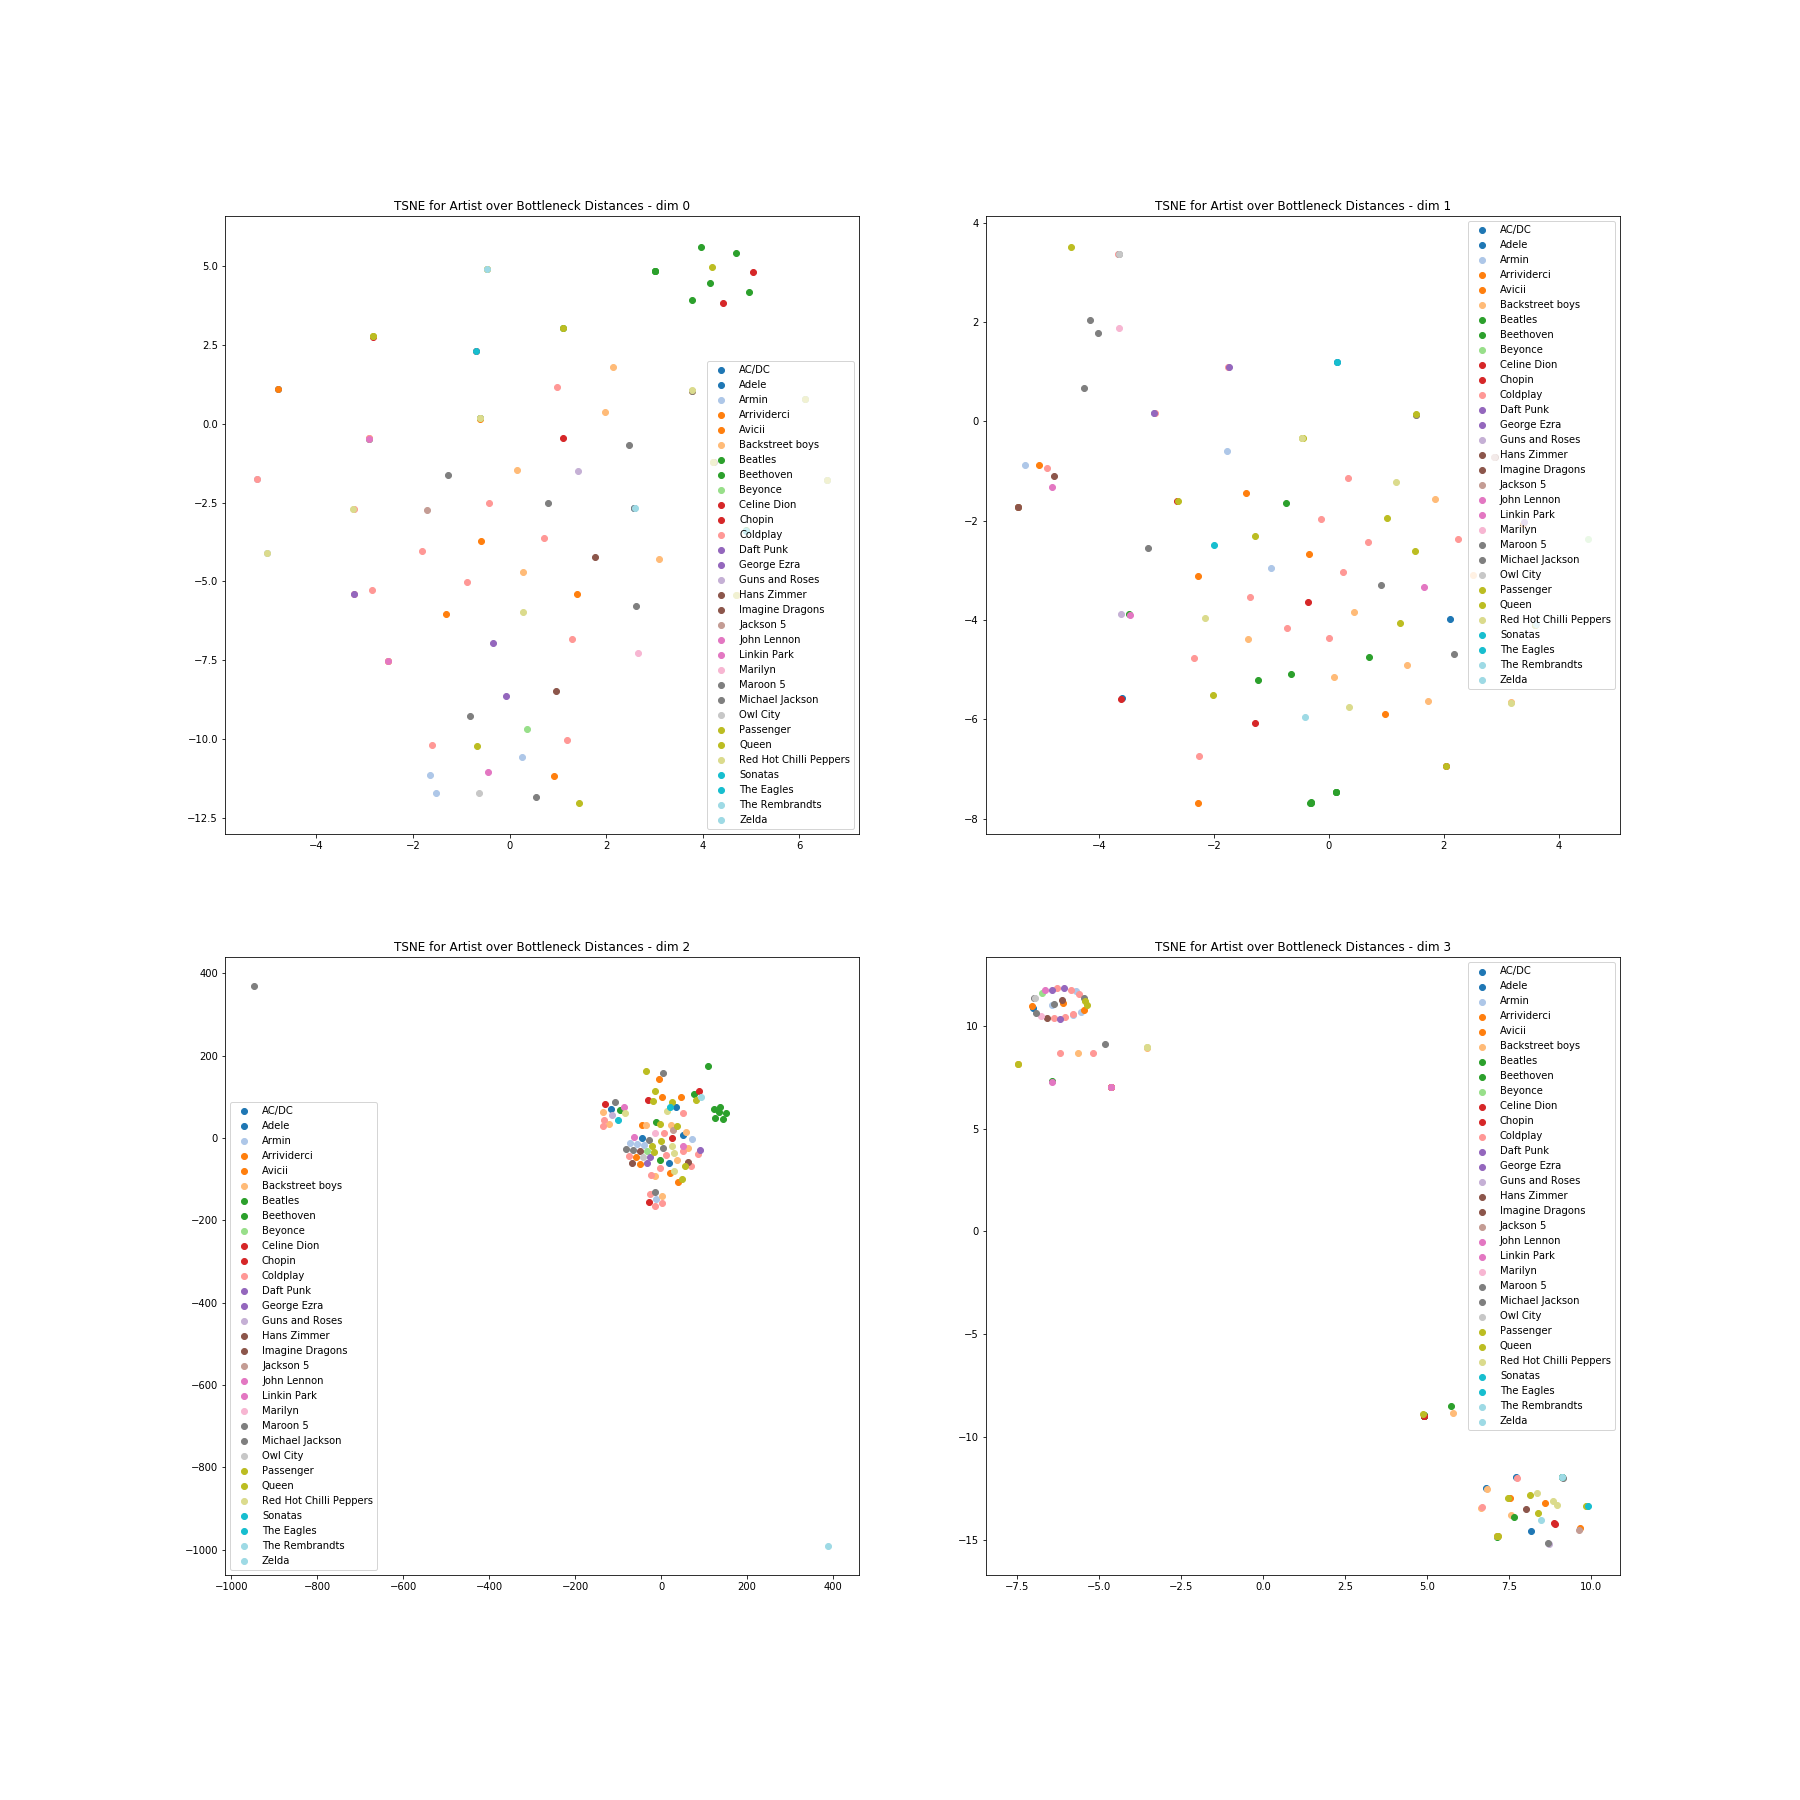 TSNE for Artist over Bottleneck Distances - dim 0
5.0
2.5
0.0
−2.5
−5.0
−7.5
−10.0
−12.5
−4
−2
0
2
4
6
AC/DC
Adele
Armin
Arrividerci
Avicii
Backstreet boys
Beatles
Beethoven
Beyonce
Celine Dion
Chopin
Coldplay
Daft Punk
George Ezra
Guns and Roses
Hans Zimmer
Imagine Dragons
Jackson 5
John Lennon
Linkin Park
Marilyn
Maroon 5
Michael Jackson
Owl City
Passenger
Queen
Red Hot Chilli Peppers
Sonatas
The Eagles
The Rembrandts
Zelda
TSNE for Artist over Bottleneck Distances - dim 1
4
2
0
−2
−4
−6
−8
−4
−2
0
2
4
AC/DC
Adele
Armin
Arrividerci
Avicii
Backstreet boys
Beatles
Beethoven
Beyonce
Celine Dion
Chopin
Coldplay
Daft Punk
George Ezra
Guns and Roses
Hans Zimmer
Imagine Dragons
Jackson 5
John Lennon
Linkin Park
Marilyn
Maroon 5
Michael Jackson
Owl City
Passenger
Queen
Red Hot Chilli Peppers
Sonatas
The Eagles
The Rembrandts
Zelda
TSNE for Artist over Bottleneck Distances - dim 2
400
200
0
−200
−400
−600
−800
−1000
−1000
−800
−600
−400
−200
0
200
400
AC/DC
Adele
Armin
Arrividerci
Avicii
Backstreet boys
Beatles
Beethoven
Beyonce
Celine Dion
Chopin
Coldplay
Daft Punk
George Ezra
Guns and Roses
Hans Zimmer
Imagine Dragons
Jackson 5
John Lennon
Linkin Park
Marilyn
Maroon 5
Michael Jackson
Owl City
Passenger
Queen
Red Hot Chilli Peppers
Sonatas
The Eagles
The Rembrandts
Zelda
TSNE for Artist over Bottleneck Distances - dim 3
10
5
0
−5
−10
−15
−7.5
−5.0
−2.5
0.0
2.5
5.0
7.5
10.0
AC/DC
Adele
Armin
Arrividerci
Avicii
Backstreet boys
Beatles
Beethoven
Beyonce
Celine Dion
Chopin
Coldplay
Daft Punk
George Ezra
Guns and Roses
Hans Zimmer
Imagine Dragons
Jackson 5
John Lennon
Linkin Park
Marilyn
Maroon 5
Michael Jackson
Owl City
Passenger
Queen
Red Hot Chilli Peppers
Sonatas
The Eagles
The Rembrandts
Zelda